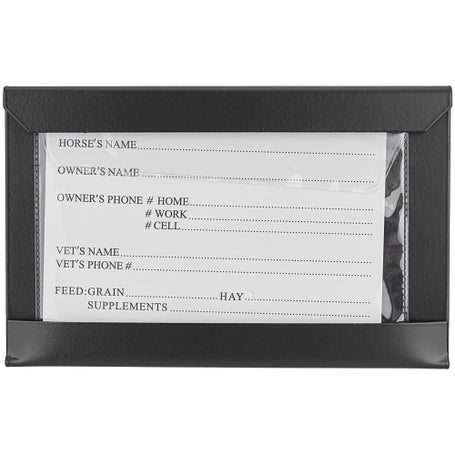 HORSE'S NAME
OWNER'S NAME
OWNER'S PHONE # HOME
# WORK
# CELL
VET'S NAME
VET'S PHONE #
FEED:GRAIN HAY
SUPPLEMENTS